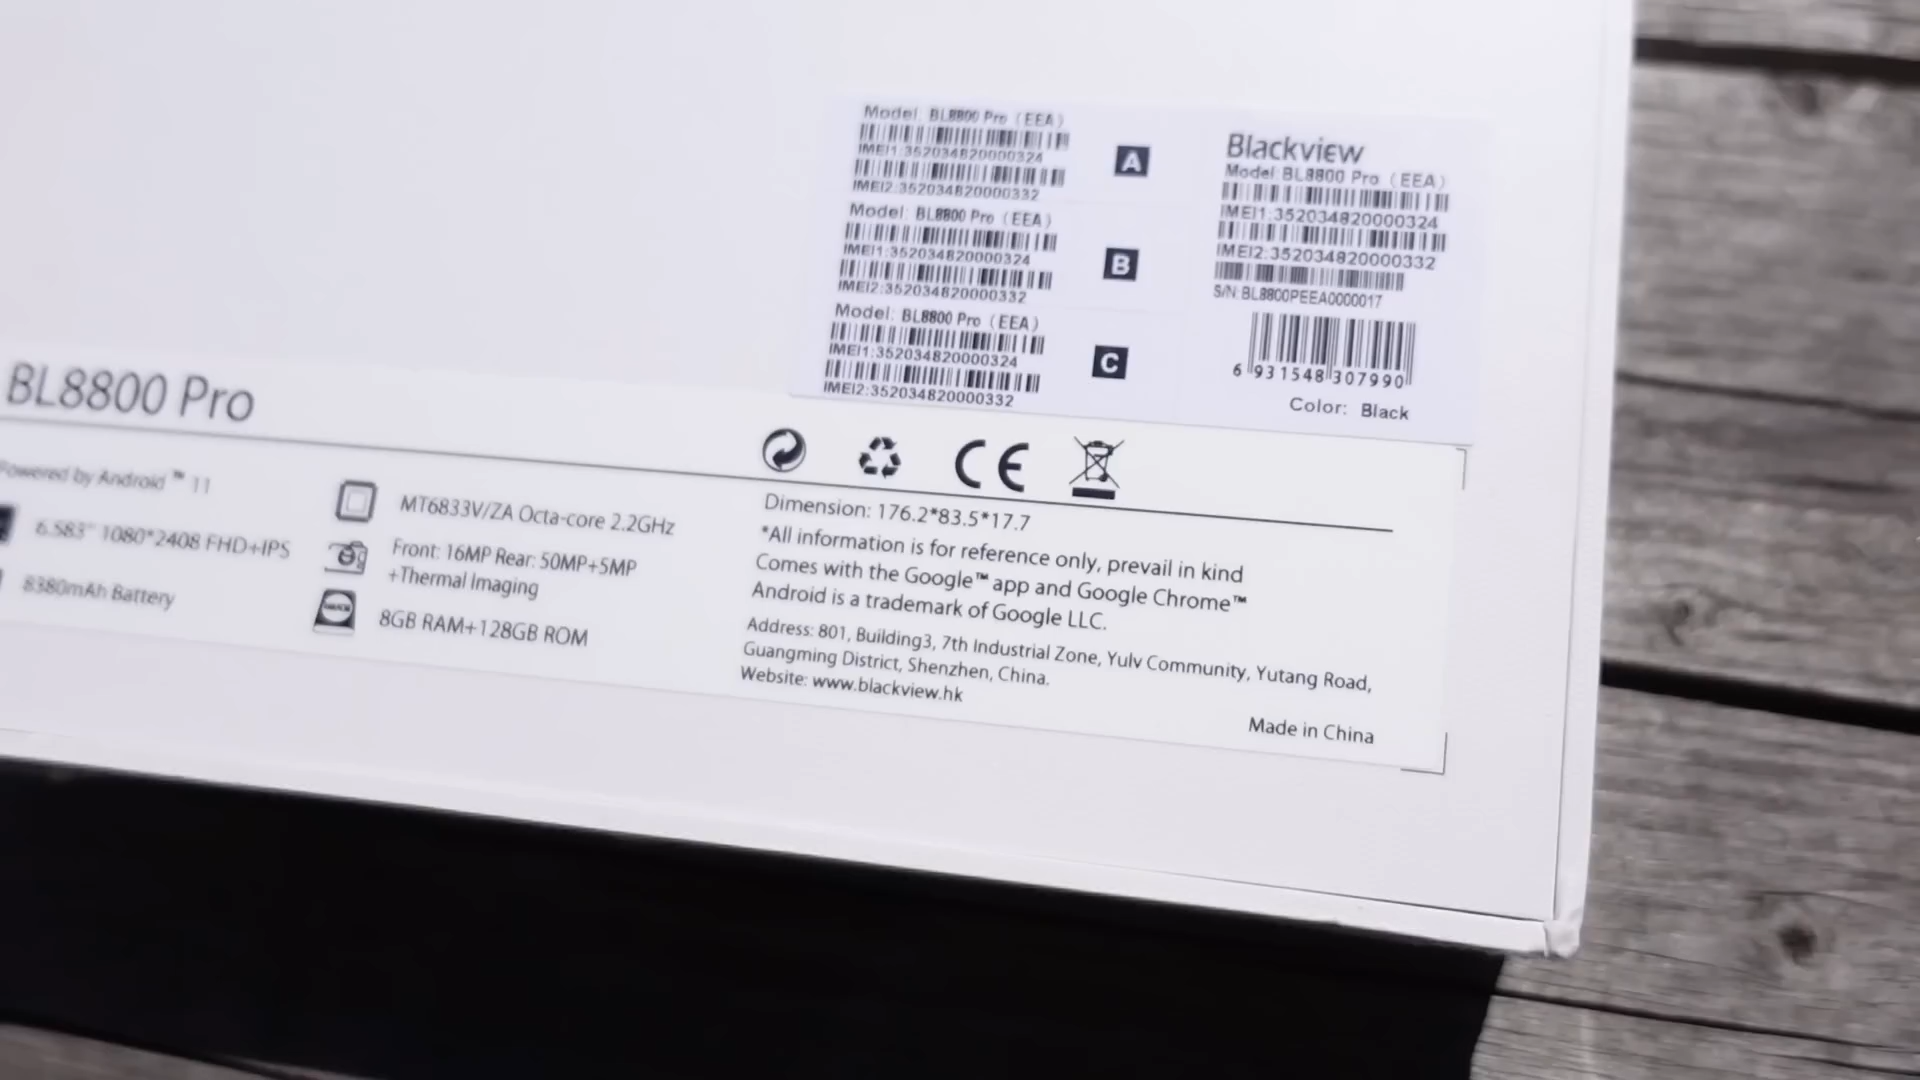 Model: BL8800 Pro (EEA)
IMEI1:352034820000324
IMEI2:352034820000332
A
Model: BL8800 Pro (EEA)
IMEI1:352034820000324
IMEI2:352034820000332
B
Model: BL8800 Pro (EEA)
IMEI1:352034820000324
IMEI2:352034820000332
C
Blackview
Model:BL8800 Pro (EEA)
IMEI1:352034820000324
IMEI2:352034820000332
S/N:BL8800PEEA0000017
6 931548 307990
Color: Black
BL8800 Pro
Powered by Android™ 11
6.583" 1080*2408 FHD+IPS
8380mAh Battery
MT6833V/ZA Octa-core 2.2GHz
Front: 16MP Rear: 50MP+5MP
+Thermal Imaging
8GB RAM+128GB ROM
CE
Dimension: 176.2*83.5*17.7
*All information is for reference only, prevail in kind
Comes with the Google™ app and Google Chrome™
Android is a trademark of Google LLC.
Address: 801, Building3, 7th Industrial Zone, Yulv Community, Yutang Road,
Guangming District, Shenzhen, China.
Website: www.blackview.hk
Made in China